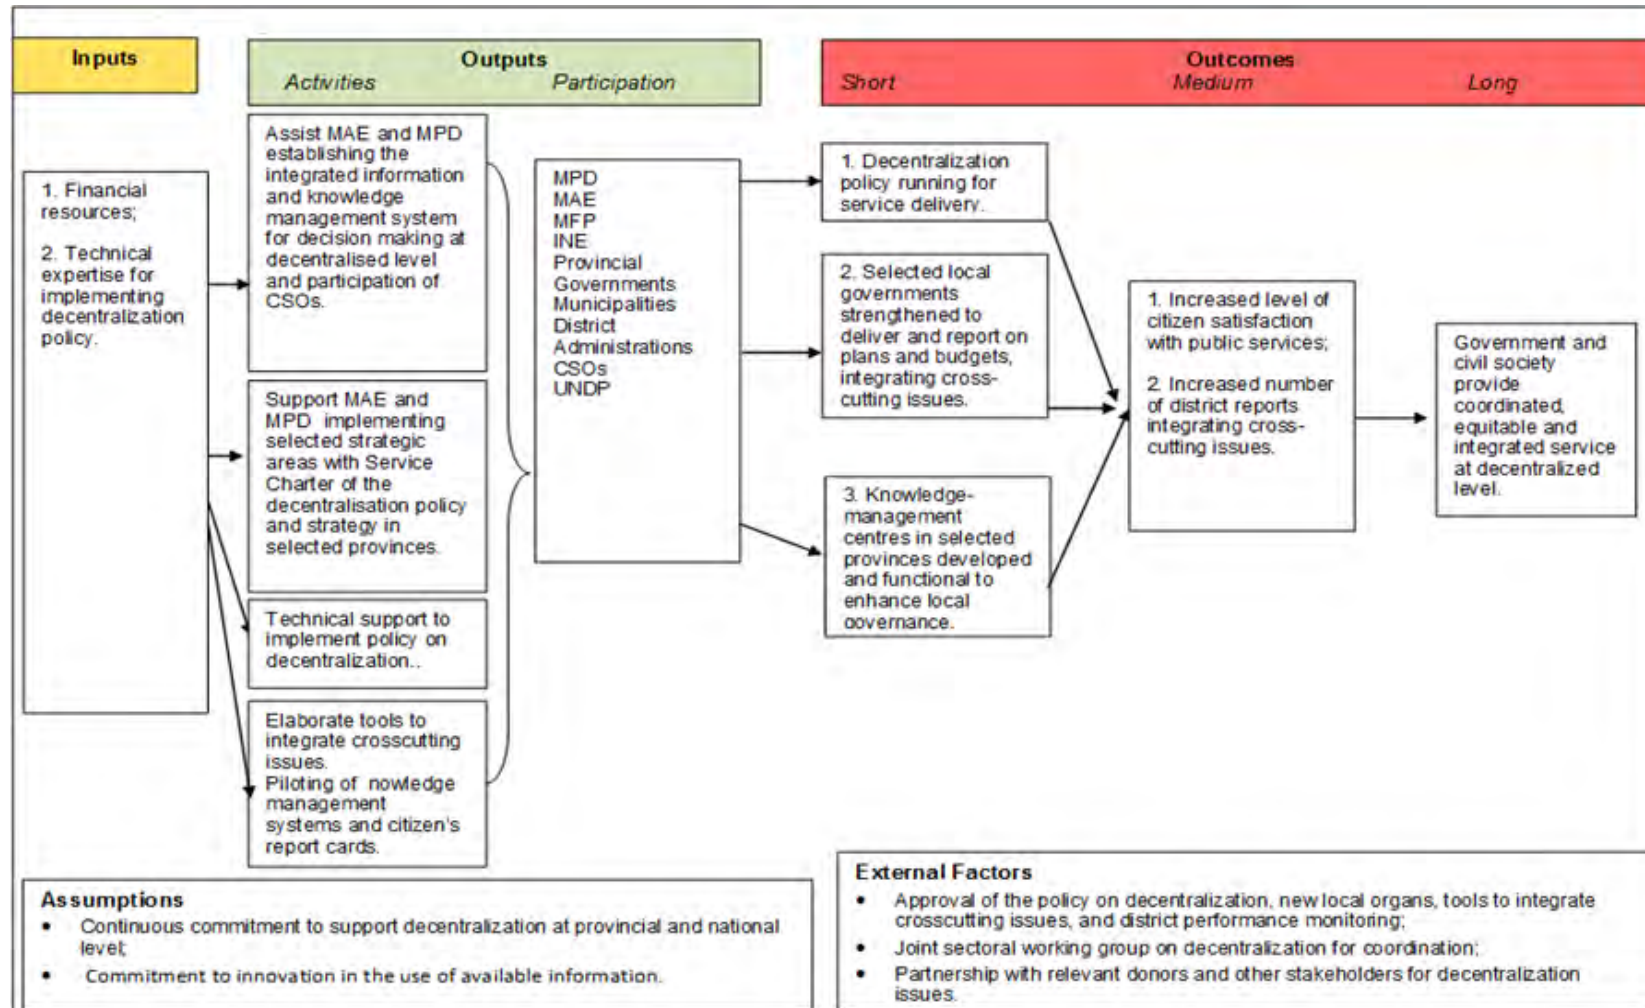 Inputs
Outputs
Activities
Participation
Outcomes
Short
Medium
Long
1. Financial
resources;
2. Technical
expertise for
implementing
decentralization
policy.
Assist MAE and MPD
establishing the
integrated information
and knowledge
management system
for decision making at
decentralised level
and participation of
CSOs.
Support MAE and
MPD implementing
selected strategic
areas with Service
Charter of the
decentralisation policy
and strategy in
selected provinces.
Technical support to
implement policy on
decentralization..
Elaborate tools to
integrate crosscutting
issues.
Piloting of nowledge
management
systems and citizen's
report cards.
MPD
MAE
MFP
INE
Provincial
Governments
Municipalities
District
Administrations
CSOs
UNDP
1. Decentralization
policy running for
service delivery.
2. Selected local
governments
strengthened to
deliver and report on
plans and budgets,
integrating cross-
cutting issues.
3. Knowledge-
management
centres in selected
provinces developed
and functional to
enhance local
governance.
1. Increased level of
citizen satisfaction
with public services;
2. Increased number
of district reports
integrating cross-
cutting issues.
Government and
civil society
provide
coordinated,
equitable and
integrated service
at decentralized
level.
Assumptions
• Continuous commitment to support decentralization at provincial and national
level;
• Commitment to innovation in the use of available information.
External Factors
• Approval of the policy on decentralization, new local organs, tools to integrate
crosscutting issues, and district performance monitoring;
• Joint sectoral working group on decentralization for coordination;
• Partnership with relevant donors and other stakeholders for decentralization
issues.